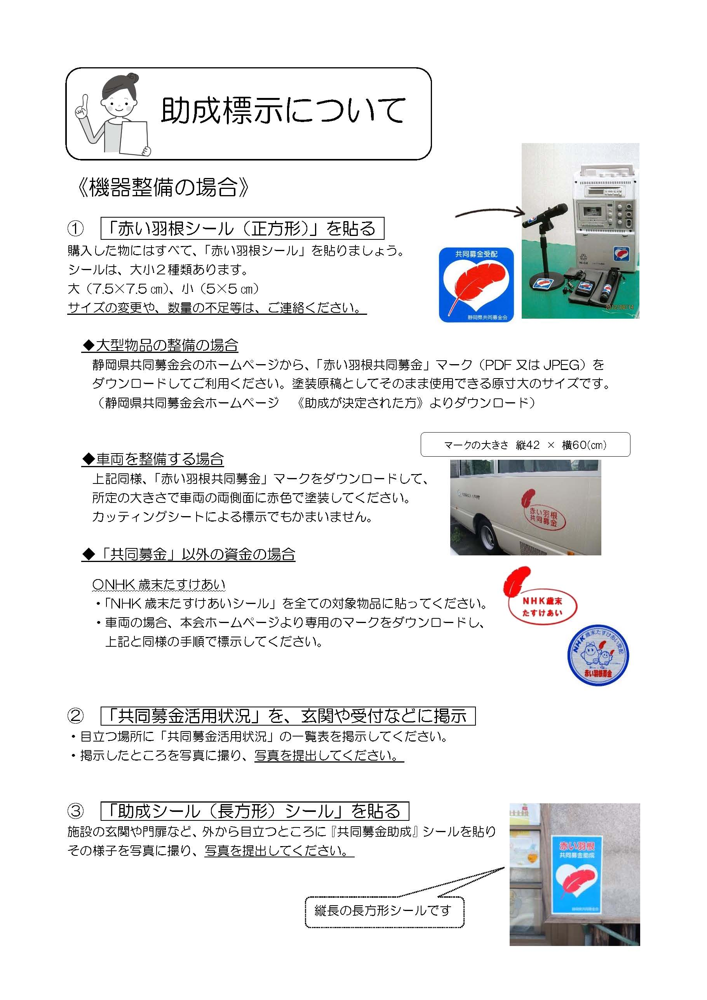 助成標示について
《機器整備の場合》
① 「赤い羽根シール（正方形）」を貼る
購入した物にはすべて、「赤い羽根シール」を貼りましょう。
シールは、大小２種類あります。
大（7.5×7.5㎝）、小（5×5㎝）
サイズの変更や、数量の不足等は、ご連絡ください。
共同募金受配
静岡県共同募金会
Ni-Cd
2012/08/14
◆大型物品の整備の場合
静岡県共同募金会のホームページから、「赤い羽根共同募金」マーク（PDF 又は JPEG）を
ダウンロードしてご利用ください。塗装原稿としてそのまま使用できる原寸大のサイズです。
（静岡県共同募金会ホームページ　《助成が決定された方》よりダウンロード）
マークの大きさ 縦42 × 横60(cm)
◆車両を整備する場合
上記同様、「赤い羽根共同募金」マークをダウンロードして、
所定の大きさで車両の両側面に赤色で塗装してください。
カッティングシートによる標示でもかまいません。
赤い羽根
共同募金
◆「共同募金」以外の資金の場合
〇NHK 歳末たすけあい
・「NHK 歳末たすけあいシール」を全ての対象物品に貼ってください。
・車両の場合、本会ホームページより専用のマークをダウンロードし、
上記と同様の手順で標示してください。
NHK歳末
たすけあい
NHK歳末たすけあい受配
赤い羽根募金
② 「共同募金活用状況」を、玄関や受付などに掲示
・目立つ場所に「共同募金活用状況」の一覧表を掲示してください。
・掲示したところを写真に撮り、写真を提出してください。
③ 「助成シール（長方形）シール」を貼る
施設の玄関や門扉など、外から目立つところに『共同募金助成』シールを貼り
その様子を写真に撮り、写真を提出してください。
赤い羽根
共同募金助成
静岡県共同募金会
縦長の長方形シールです